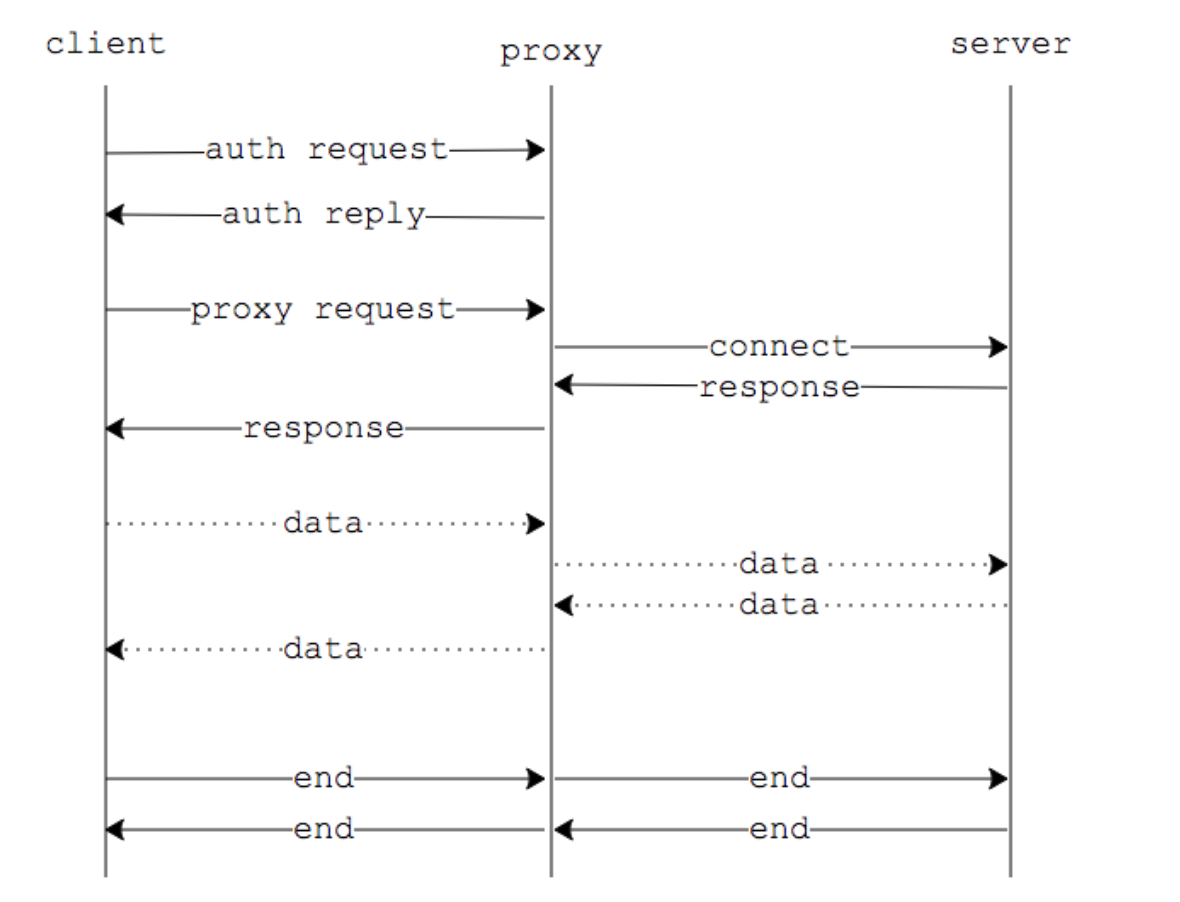 client
proxy
server
auth request
auth reply
proxy request
connect
response
response
data
data
data
data
end
end
end
end